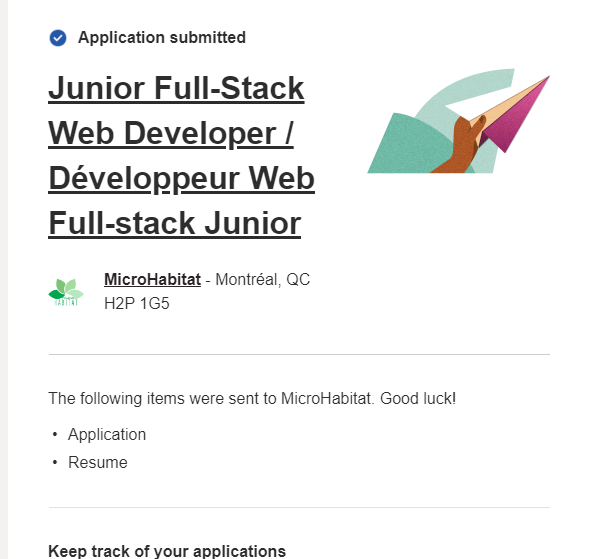 Application submitted
Junior Full-Stack
Web Developer /
Développeur Web
Full-stack Junior
MicroHabitat - Montréal, QC
H2P 1G5
The following items were sent to MicroHabitat. Good luck!
• Application
• Resume
Keep track of your applications